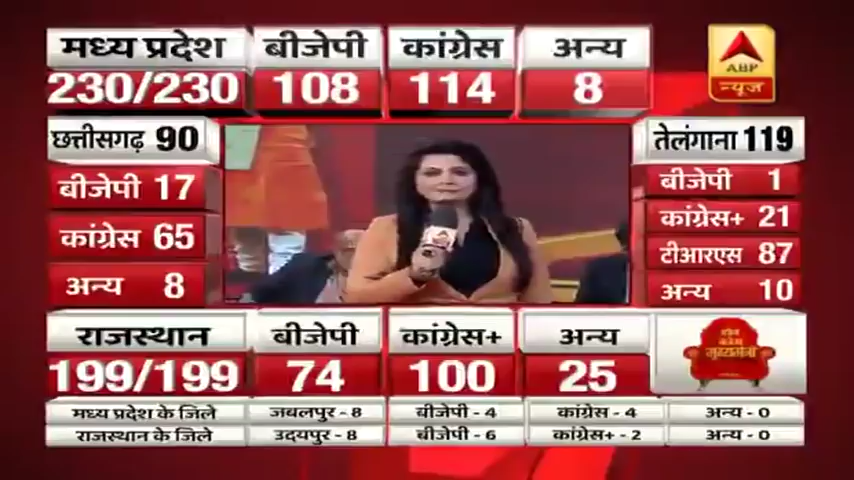 मध्य प्रदेश बीजेपी कांग्रेस अन्य
230/230 108 114 8
ABP
न्यूज़
छत्तीसगढ़ 90
बीजेपी 17
कांग्रेस 65
अन्य 8
तेलंगाना 119
बीजेपी 1
कांग्रेस+ 21
टीआरएस 87
अन्य 10
राजस्थान बीजेपी कांग्रेस+ अन्य
199/199 74 100 25
कौन बनेगा
मुख्यमंत्री
मध्य प्रदेश के जिले जबलपुर - 8 बीजेपी - 4 कांग्रेस - 4 अन्य - 0
राजस्थान के जिले उदयपुर - 8 बीजेपी - 6 कांग्रेस+ - 2 अन्य - 0